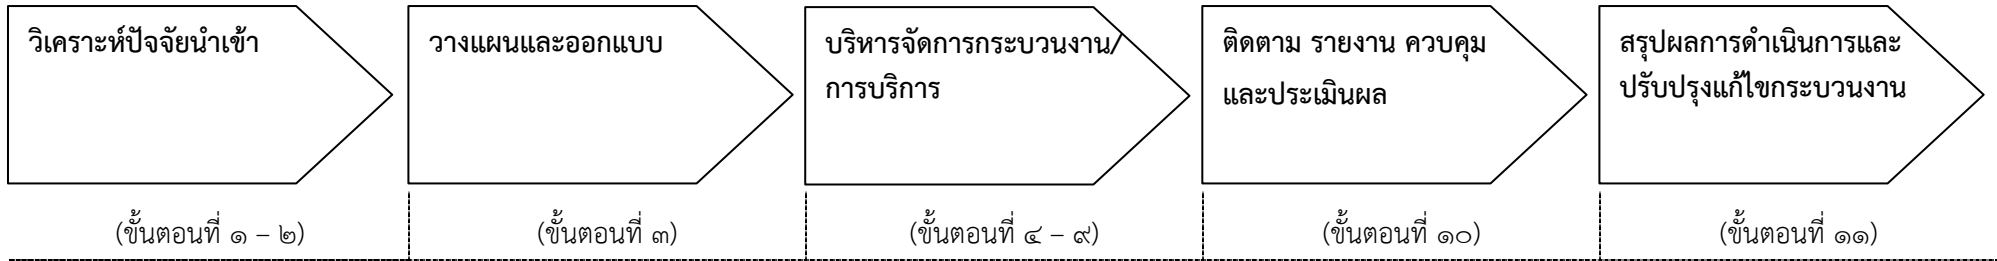 วิเคราะห์ปัจจัยนำเข้า
วางแผนและออกแบบ
บริหารจัดการกระบวนงาน/
การบริการ
ติดตาม รายงาน ควบคุม
และประเมินผล
สรุปผลการดำเนินการและ
ปรับปรุงแก้ไขกระบวนงาน
(ขั้นตอนที่ ๑ – ๒)
(ขั้นตอนที่ ๓)
(ขั้นตอนที่ ๔ – ๙)
(ขั้นตอนที่ ๑๐)
(ขั้นตอนที่ ๑๑)